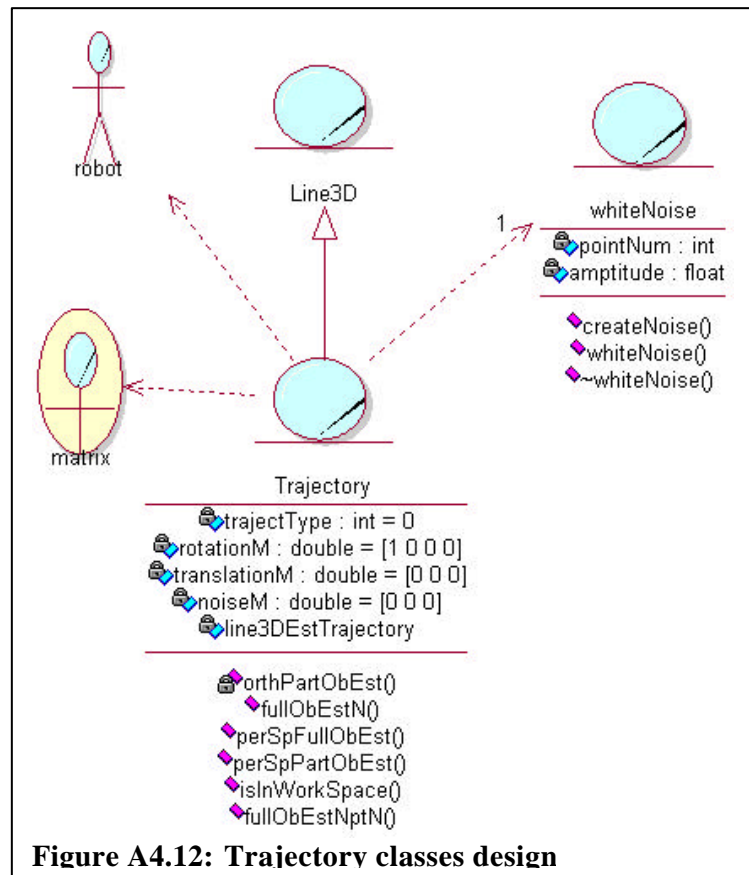 robot
Line3D
1
whiteNoise
pointNum : int
amptitude : float
createNoise()
whiteNoise()
~whiteNoise()
matrix
Trajectory
trajectType : int = 0
rotationM : double = [1 0 0 0]
translationM : double = [0 0 0]
noiseM : double = [0 0 0]
line3DEstTrajectory
orthPartObEst()
fullObEstN()
perSpFullObEst()
perSpPartObEst()
isInWorkSpace()
fullObEstNptN()
Figure A4.12: Trajectory classes design